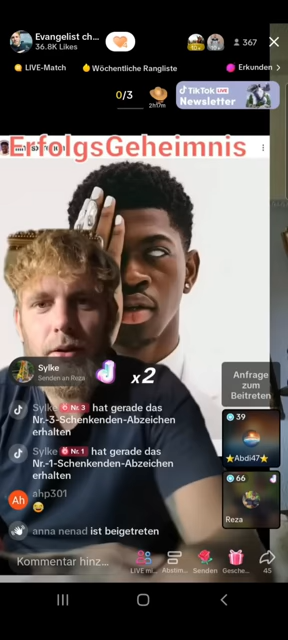 Evangelist ch...
36.8K Likes
367
LIVE-Match
Wöchentliche Rangliste
Erkunden >
0/3
2h17m
TikTok LIVE
Newsletter
ErfolgsGeheimnis
Sylke
Senden an Reza
x2
Anfrage
zum
Beitreten
Sylke Nr. 3 hat gerade das
Nr.-3-Schenkenden-Abzeichen
erhalten
39
⭐Abdi47⭐
Sylke Nr. 1 hat gerade das
Nr.-1-Schenkenden-Abzeichen
erhalten
66
Reza
Ah
ahp301
😂
anna nenad ist beigetreten
Kommentar hinz...
LIVE mi...
Abstim...
Senden
Gesche...
45